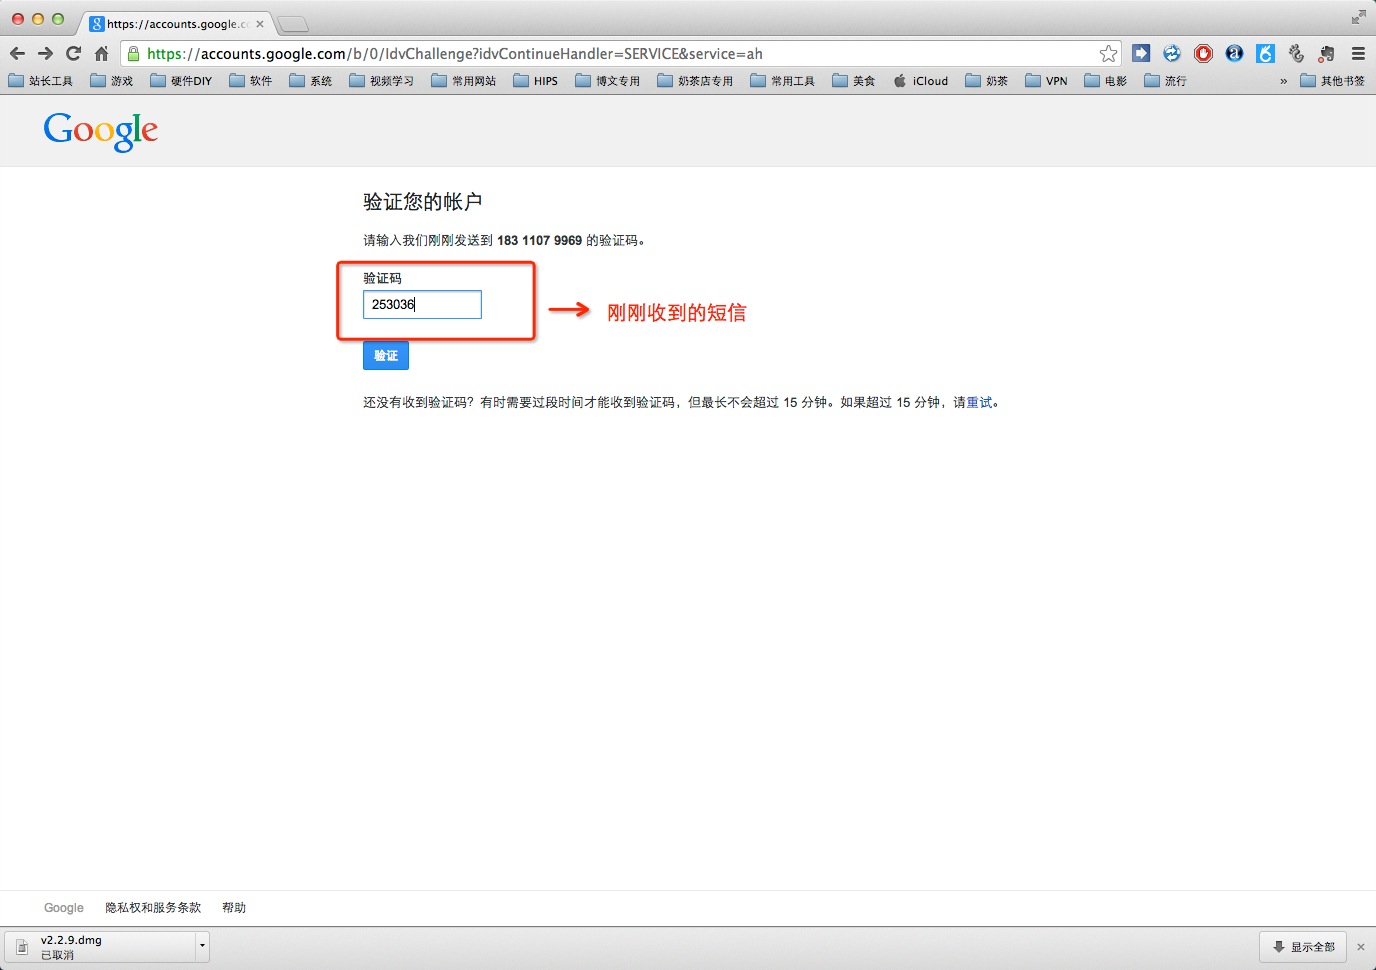 https://accounts.google.c
https://accounts.google.com/b/0/IdvChallenge?idvContinueHandler=SERVICE&service=ah
站长工具 游戏 硬件DIY 软件 系统 视频学习 常用网站 HIPS 博文专用 奶茶店专用 常用工具 美食 iCloud 奶茶 VPN 电影 流行 » 其他书签
Google
验证您的帐户
请输入我们刚刚发送到 183 1107 9969 的验证码。
验证码
253036
刚刚收到的短信
验证
还没有收到验证码？有时需要过段时间才能收到验证码，但最长不会超过 15 分钟。如果超过 15 分钟，请重试。
Google 隐私权和服务条款 帮助
v2.2.9.dmg
已取消
显示全部